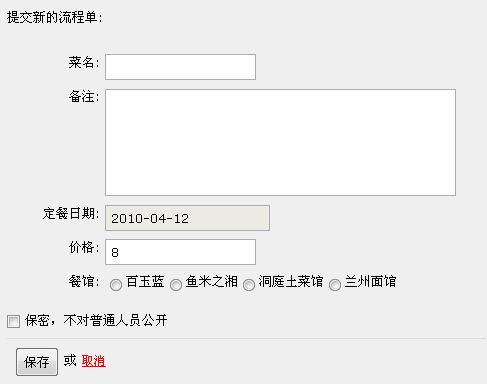 提交新的流程单:
菜名:
备注:
定餐日期: 2010-04-12
价格: 8
餐馆: 百玉蓝 鱼米之湘 洞庭土菜馆 兰州面馆
保密，不对普通人员公开
保存 或 取消